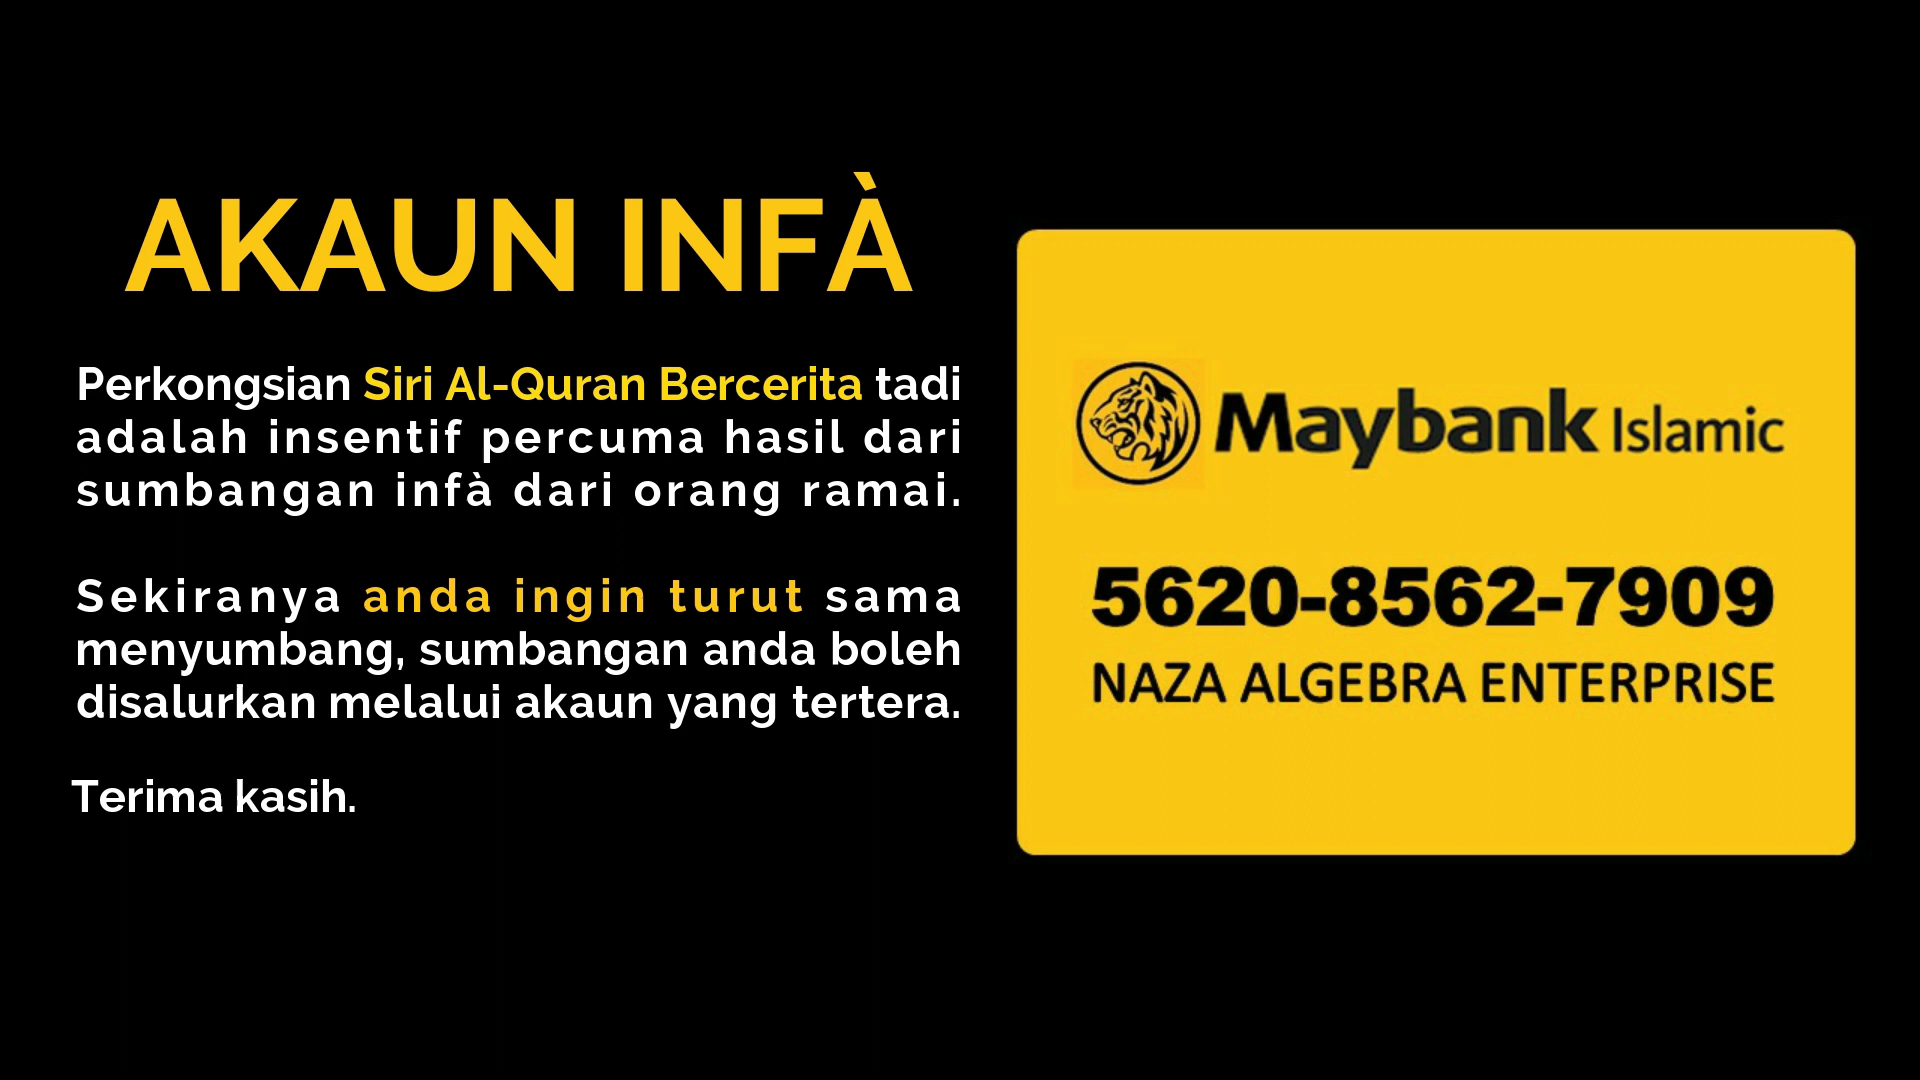 AKAUN INFÀ
Perkongsian Siri Al-Quran Bercerita tadi
adalah insentif percuma hasil dari
sumbangan infà dari orang ramai.
Sekiranya anda ingin turut sama
menyumbang, sumbangan anda boleh
disalurkan melalui akaun yang tertera.
Terima kasih.
Maybank Islamic
5620-8562-7909
NAZA ALGEBRA ENTERPRISE